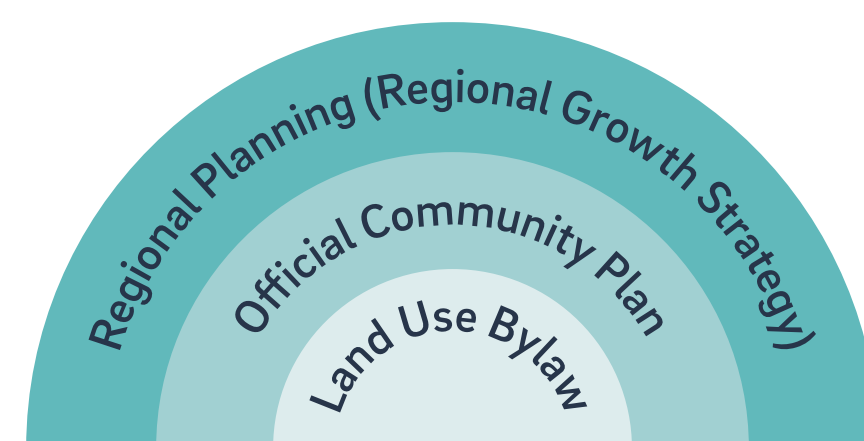 Regional Planning (Regional Growth Strategy)
Official Community Plan
Land Use Bylaw